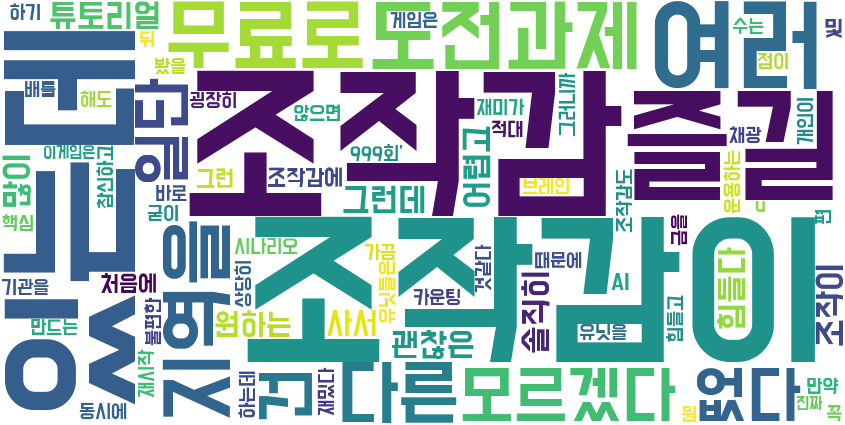 하기
튜토리얼
뒤
무료로
도전과제
게임은
여러
수는
및
는데
배틀
봤을
해도
굉장히
조작감
않으면
재미가
적대
그러니까
즐길
점이
개인이
채광
일단
이게임은
참신하고
많이
그런
조작감에
999회'
어렵고
브레인
조작감도
운용하는
핵심
바로
굳이
그런데
시나리오
가끔
것같다
때문에
금을
편
있는
기관을
처음에
지역을
상당히
조작감이
유닛들은
카운팅
AI
힘들다
조작이
만드는
불편한
원하는
사서
괜찮은
솔직히
유닛을
힘들고
재시작
동시에
하는데
건
재밌다
다른
모르겠다
뭔
없다
만약
진짜
꼭